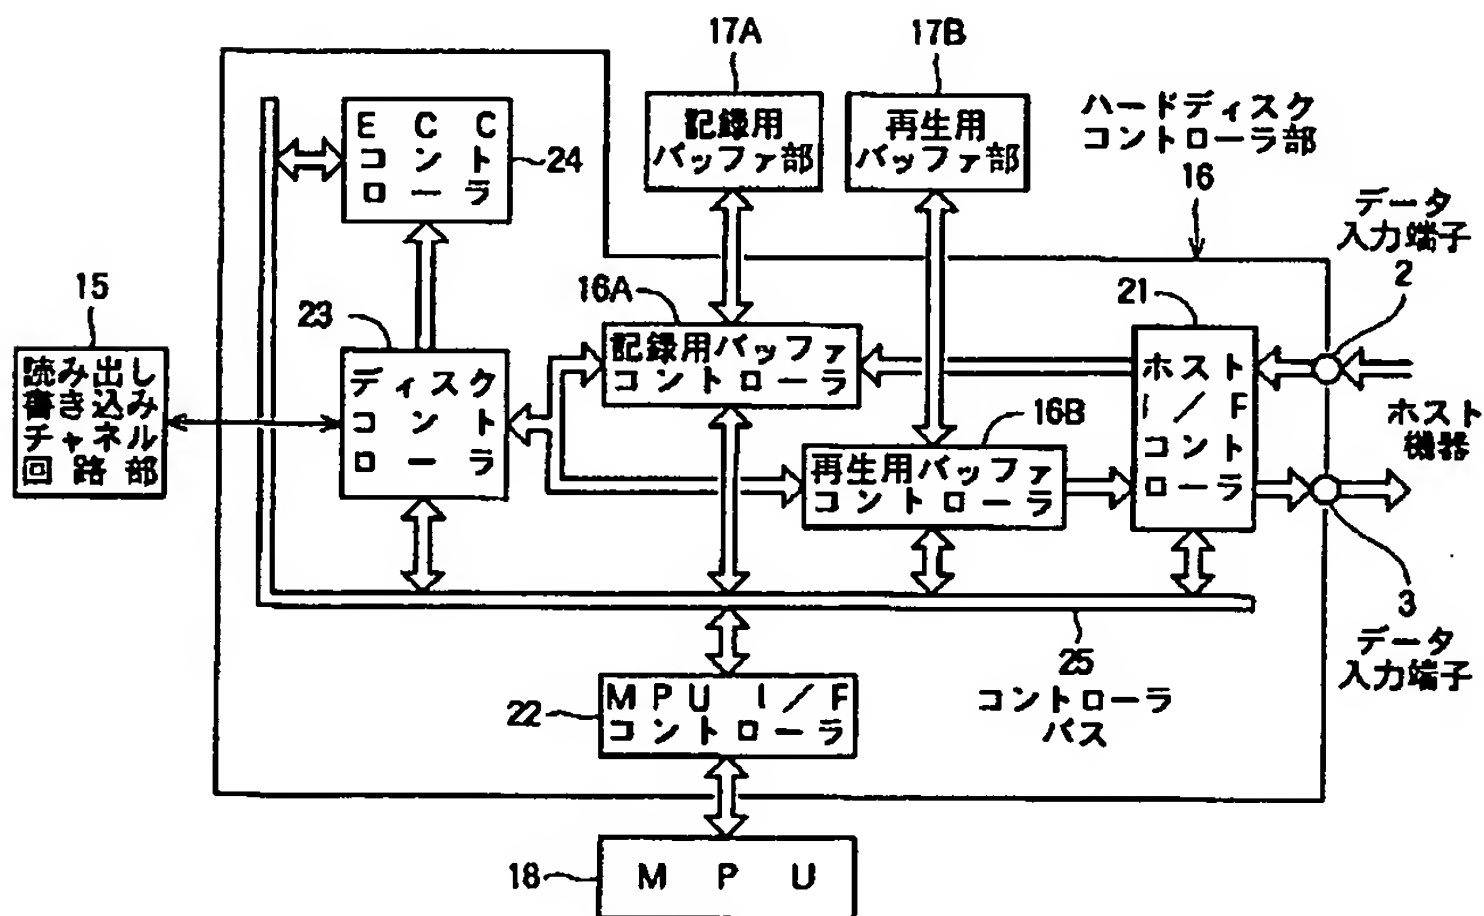 17A
17B
記録用
バッファ部
再生用
バッファ部
ハードディスク
コントローラ部
16
ECC
コント
ローラ
24
データ
入力端子
2
15
読み出し
書き込み
チャネル
回路部
23
ディスク
コント
ローラ
16A
記録用バッファ
コントローラ
21
ホスト
I/F
コント
ローラ
16B
再生用バッファ
コントローラ
ホスト
機器
3
データ
入力端子
25
コントローラ
バス
22
MPU I/F
コントローラ
18
MPU